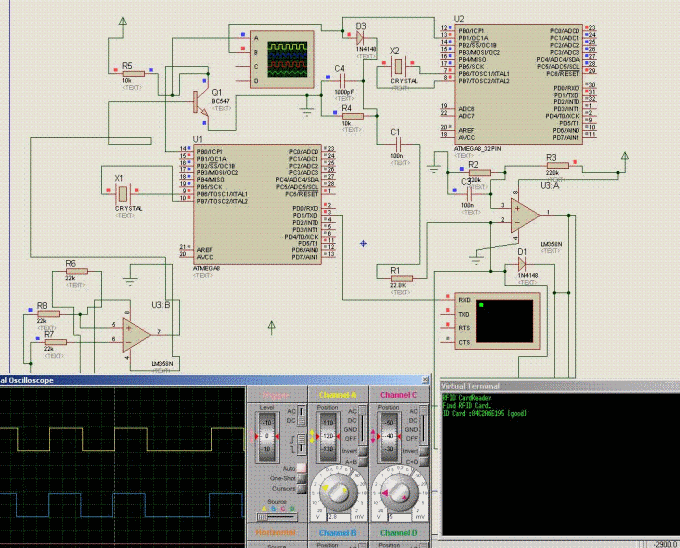 U2
D3
1N4148
X2
CRYSTAL
C4
1000pF
<TEXT>
R4
10k
<TEXT>
R5
10k
<TEXT>
Q1
BC547
<TEXT>
A
B
C
D
PB0/ICP1
PB1/OC1A
PB2/SS/OC1B
PB3/MOSI/OC2
PB4/MISO
PB5/SCK
PB6/TOSC1/XTAL1
PB7/TOSC2/XTAL2
ADC6
ADC7
AREF
AVCC
PC0/ADC0
PC1/ADC1
PC2/ADC2
PC3/ADC3
PC4/ADC4/SDA
PC5/ADC5/SCL
PC6/RESET
PD0/RXD
PD1/TXD
PD2/INT0
PD3/INT1
PD4/T0/XCK
PD5/T1
PD6/AIN0
PD7/AIN1
ATMEGA8_32PIN
<TEXT>
C1
100n
<TEXT>
U1
PB0/ICP1
PB1/OC1A
PB2/SS/OC1B
PB3/MOSI/OC2
PB4/MISO
PB5/SCK
PB6/TOSC1/XTAL1
PB7/TOSC2/XTAL2
AREF
AVCC
PC0/ADC0
PC1/ADC1
PC2/ADC2
PC3/ADC3
PC4/ADC4/SDA
PC5/ADC5/SCL
PC6/RESET
PD0/RXD
PD1/TXD
PD2/INT0
PD3/INT1
PD4/T0/XCK
PD5/T1
PD6/AIN0
PD7/AIN1
ATMEGA8
<TEXT>
X1
CRYSTAL
<TEXT>
R2
220k
<TEXT>
R3
220k
<TEXT>
100n
<TEXT>
U3:A
LM358N
<TEXT>
D1
1N4148
<TEXT>
R1
<TEXT>
RXD
TXD
RTS
CTS
R6
22k
<TEXT>
R8
22k
<TEXT>
R7
22k
<TEXT>
U3:B
LM358N
<TEXT>
al Oscilloscope
Level
AC
DC
Auto
One-Shot
Cursors
Source
A B C D
Horizontal
Channel A
Position
AC
DC
GND
OFF
Invert
A+B
V
mV
Channel B
Channel C
Position
AC
DC
GND
OFF
Invert
C+D
V
mV
Channel D
Virtual Terminal
RFID CardReader
Find RFID Card.
ID Card :84C2N6E195 [good]
-2900.0